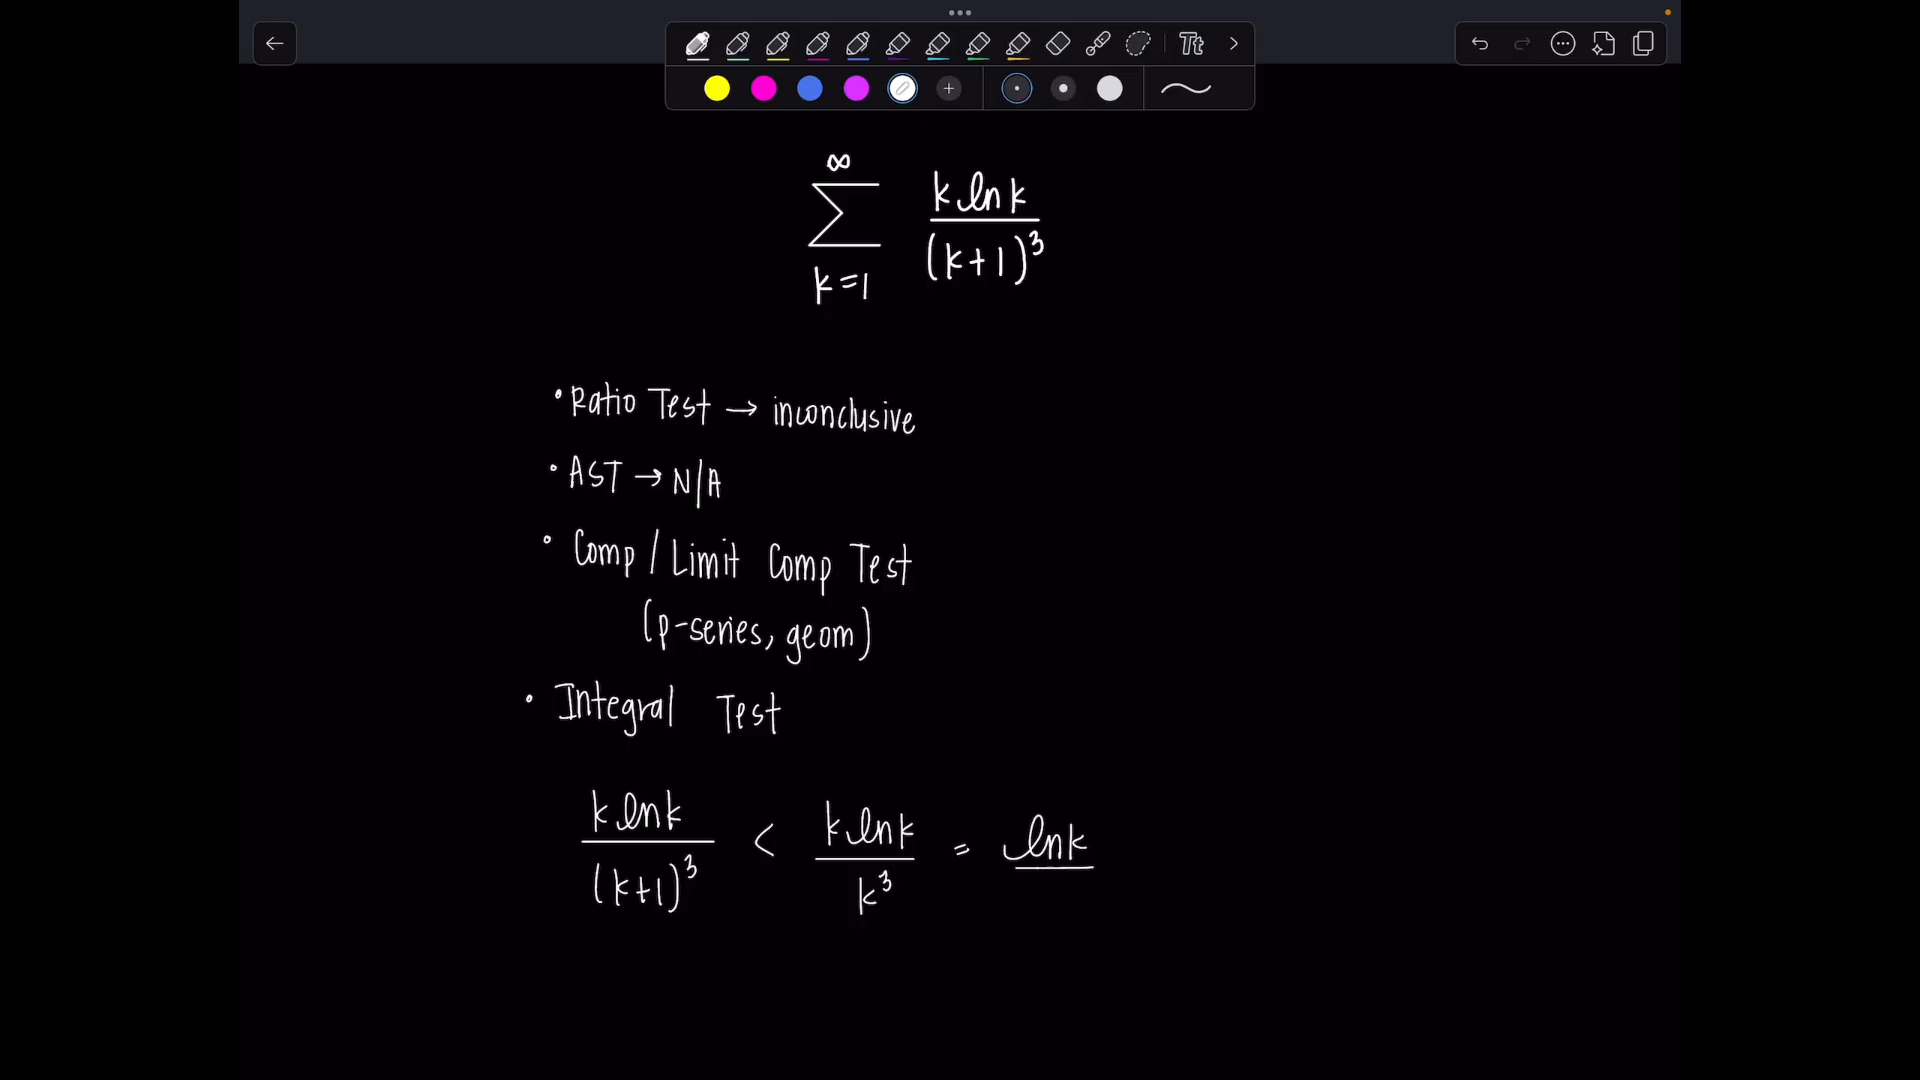 Tt
∞
∑ k ln k / (k+1)³
k=1
• Ratio Test → inconclusive
• AST → N/A
• Comp / Limit Comp Test
(p-series, geom)
• Integral Test
k ln k / (k+1)³ < k ln k / k³ = ln k